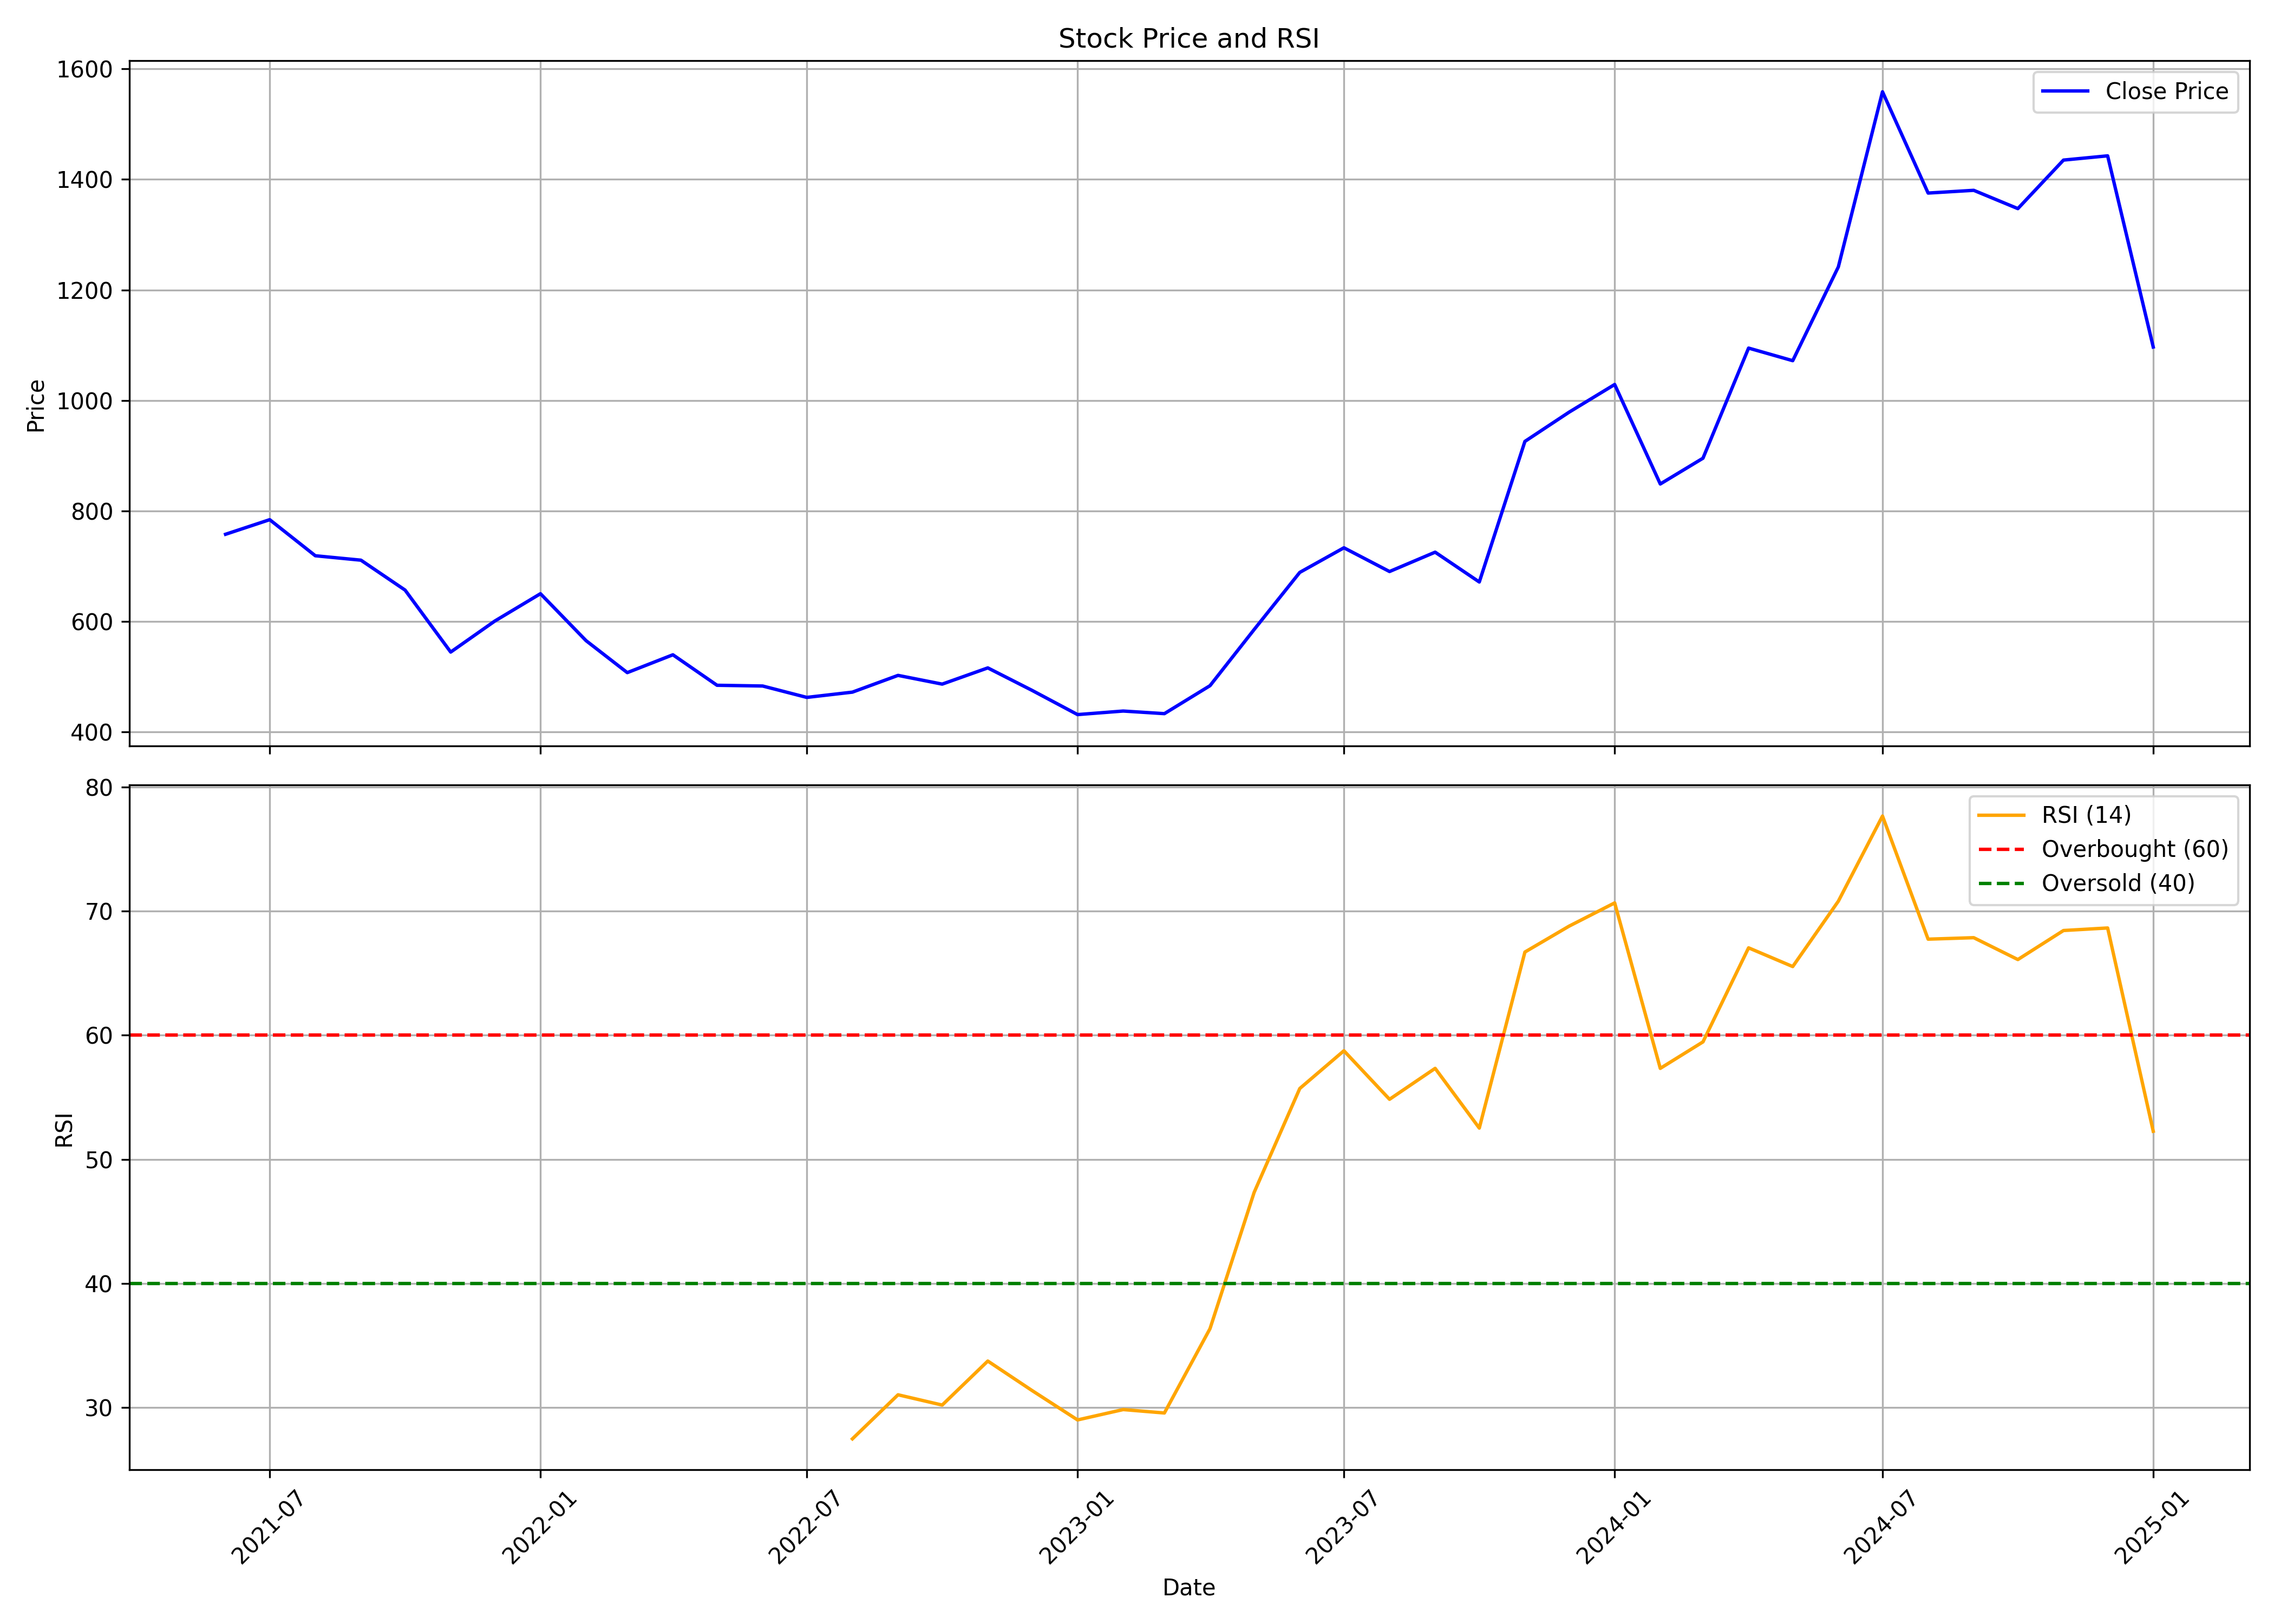 Stock Price and RSI
1600
1400
1200
1000
800
600
400
Price
Close Price
80
70
60
50
40
30
RSI
RSI (14)
Overbought (60)
Oversold (40)
2021-07
2022-01
2022-07
2023-01
2023-07
2024-01
2024-07
2025-01
Date